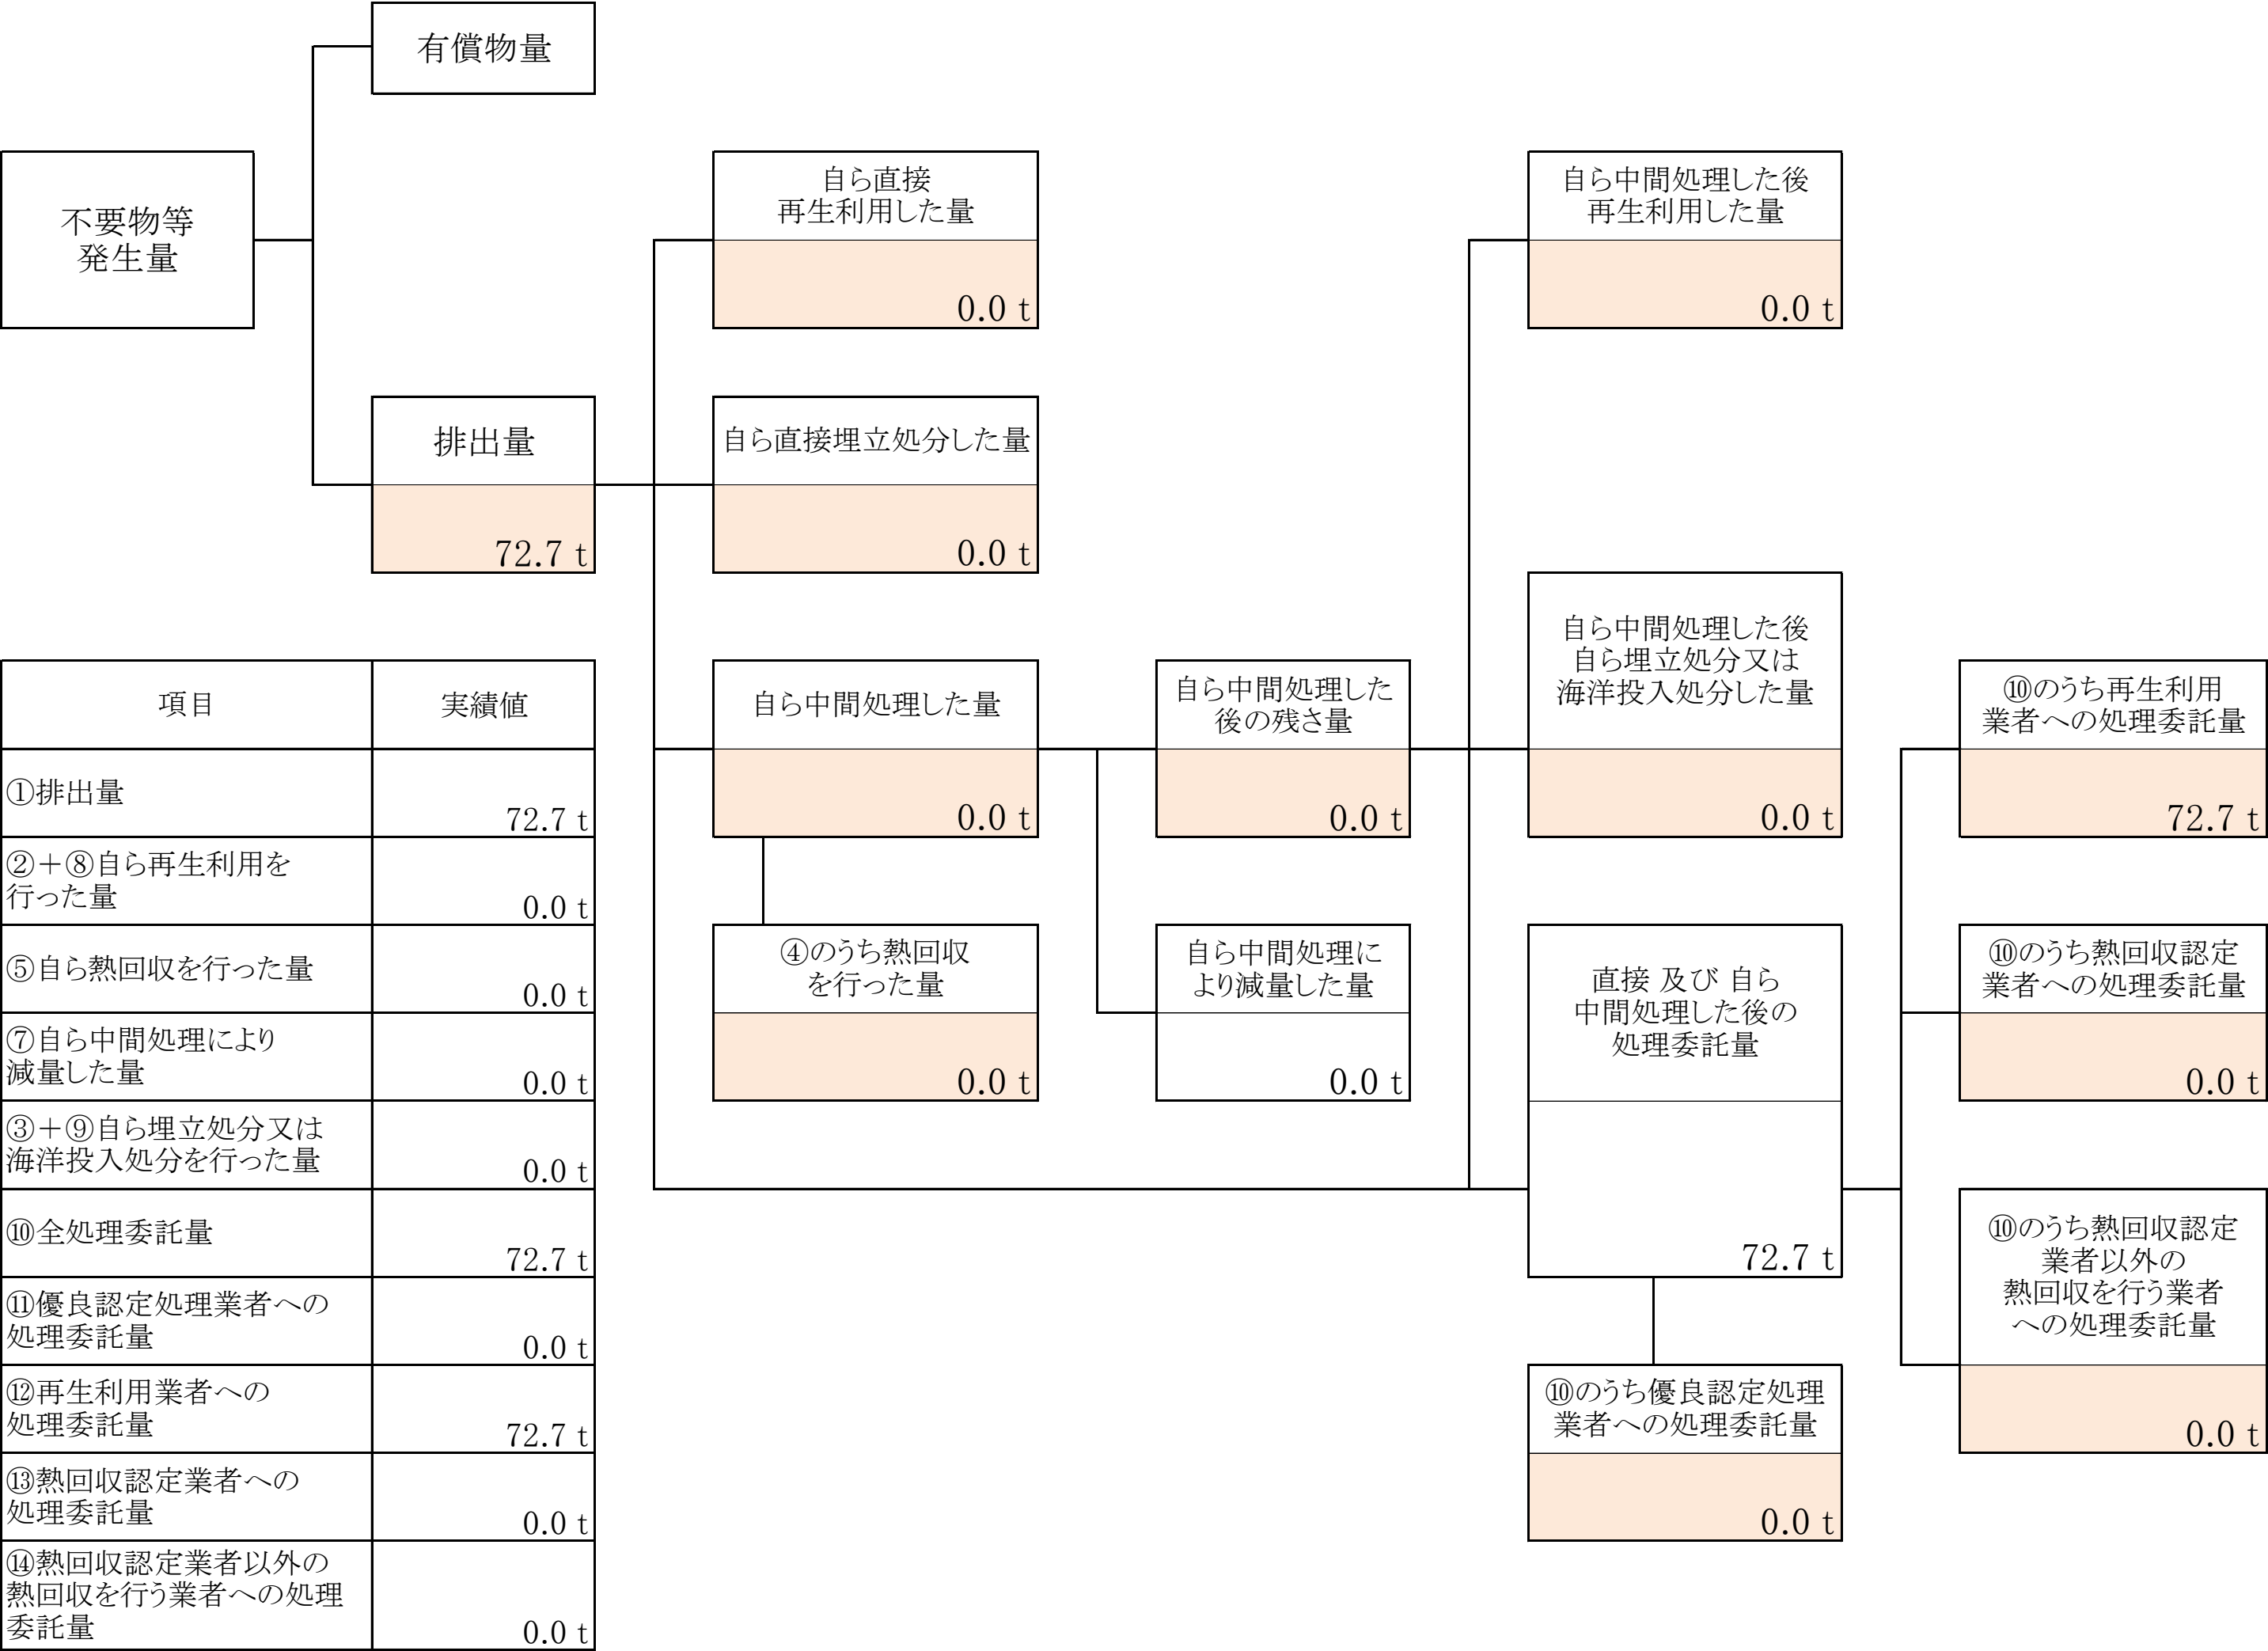 有償物量
不要物等
発生量
自ら直接
再生利用した量
0.0 t
自ら中間処理した後
再生利用した量
0.0 t
排出量
72.7 t
自ら直接埋立処分した量
0.0 t
自ら中間処理した量
0.0 t
自ら中間処理した
後の残さ量
0.0 t
自ら中間処理した後
自ら埋立処分又は
海洋投入処分した量
0.0 t
⑩のうち再生利用
業者への処理委託量
72.7 t
④のうち熱回収
を行った量
0.0 t
自ら中間処理に
より減量した量
0.0 t
直接 及び 自ら
中間処理した後の
処理委託量
72.7 t
⑩のうち熱回収認定
業者への処理委託量
0.0 t
⑩のうち熱回収認定
業者以外の
熱回収を行う業者
への処理委託量
0.0 t
⑩のうち優良認定処理
業者への処理委託量
0.0 t
項目 実績値
①排出量
72.7 t
②＋⑧自ら再生利用を
行った量
0.0 t
⑤自ら熱回収を行った量
0.0 t
⑦自ら中間処理により
減量した量
0.0 t
③＋⑨自ら埋立処分又は
海洋投入処分を行った量
0.0 t
⑩全処理委託量
72.7 t
⑪優良認定処理業者への
処理委託量
0.0 t
⑫再生利用業者への
処理委託量
72.7 t
⑬熱回収認定業者への
処理委託量
0.0 t
⑭熱回収認定業者以外の
熱回収を行う業者への処理
委託量
0.0 t